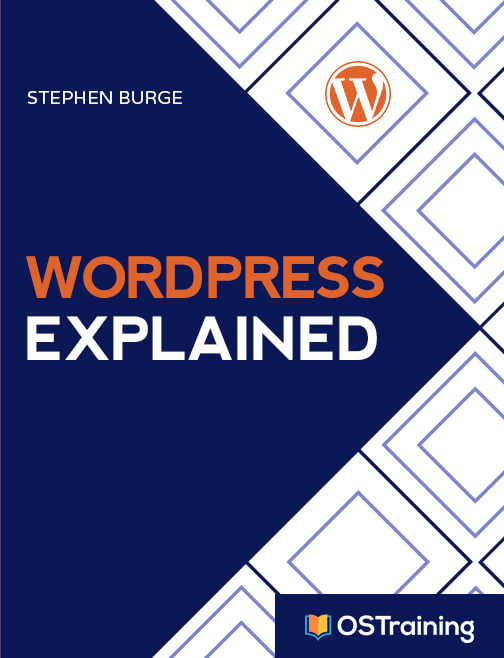 STEPHEN BURGE
WORDPRESS
EXPLAINED
OSTraining